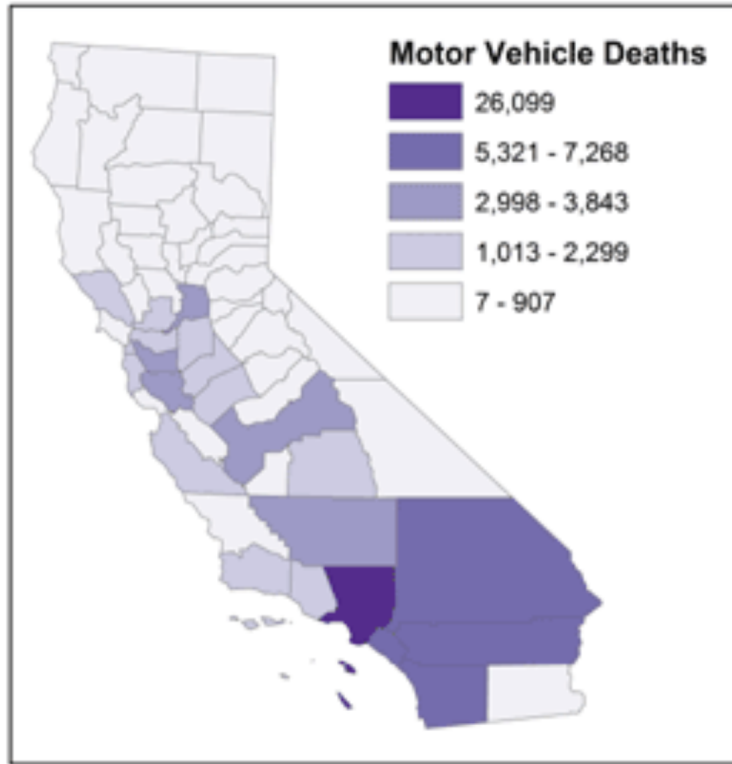 Motor Vehicle Deaths
26,099
5,321 - 7,268
2,998 - 3,843
1,013 - 2,299
7 - 907